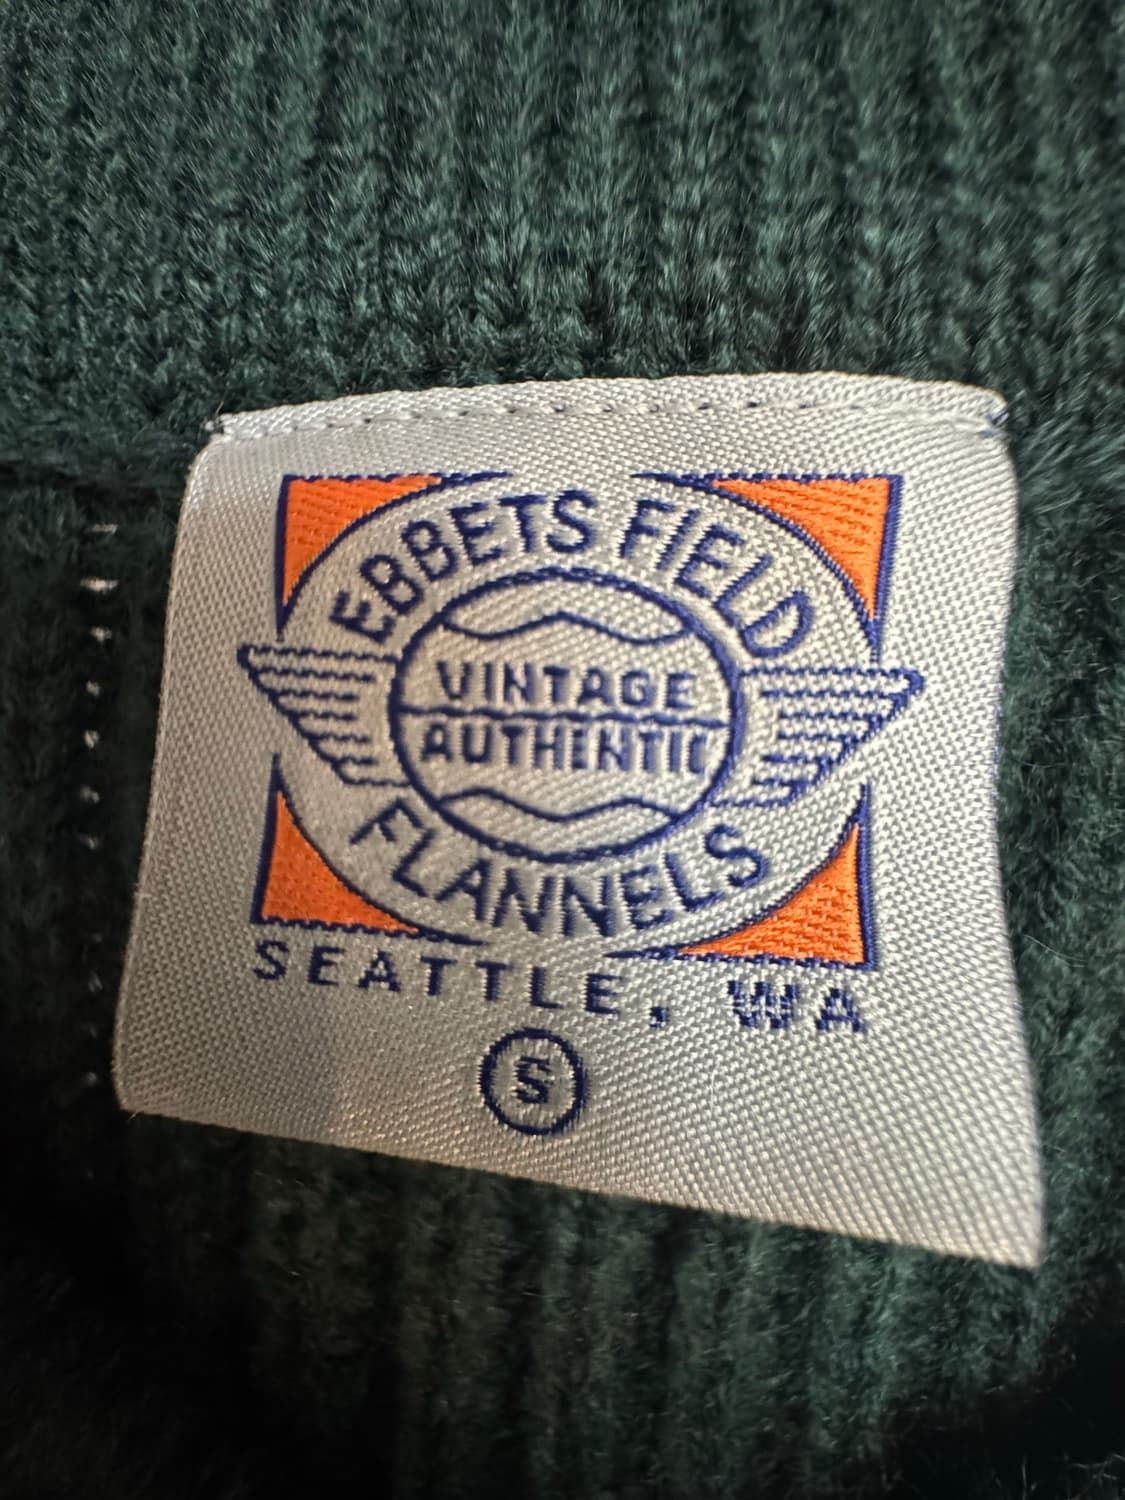 EBBETS FIELD
VINTAGE
AUTHENTIC
FLANNELS
SEATTLE, WA
S